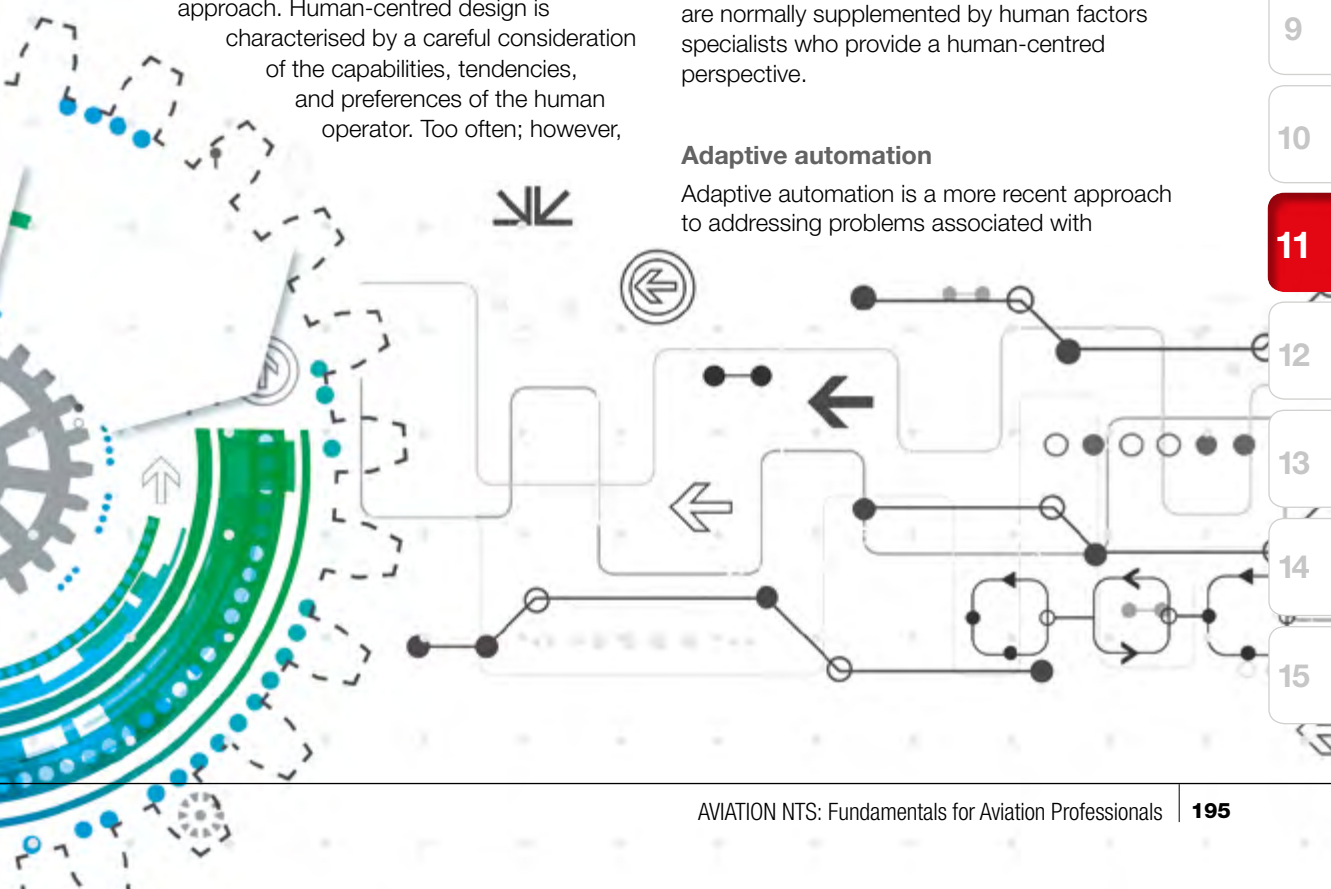 approach. Human-centred design is
characterised by a careful consideration
of the capabilities, tendencies,
and preferences of the human
operator. Too often; however,
are normally supplemented by human factors
specialists who provide a human-centred
perspective.
Adaptive automation
Adaptive automation is a more recent approach
to addressing problems associated with
9
10
11
12
13
14
15
AVIATION NTS: Fundamentals for Aviation Professionals 195